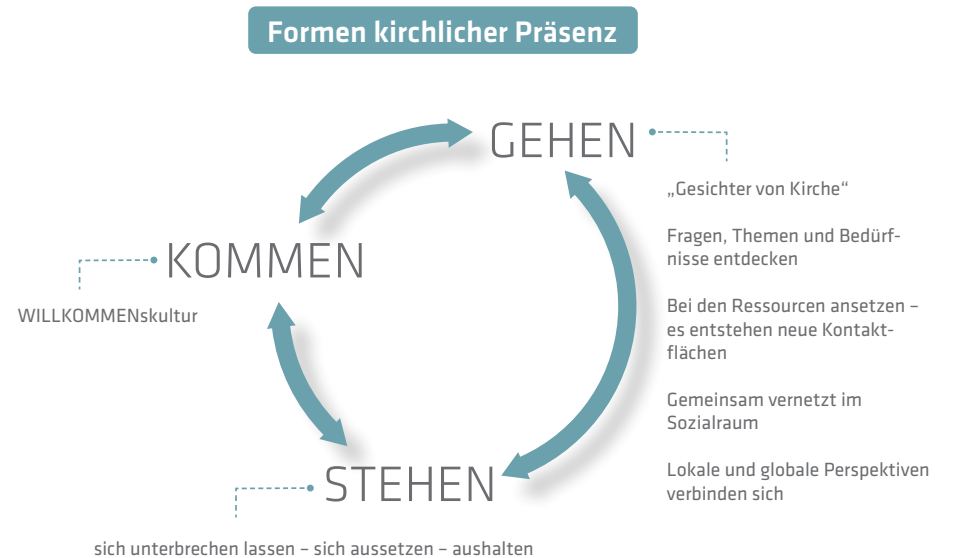 Formen kirchlicher Präsenz
GEHEN
„Gesichter von Kirche“
Fragen, Themen und Bedürf-
nisse entdecken
Bei den Ressourcen ansetzen –
es entstehen neue Kontakt-
flächen
Gemeinsam vernetzt im
Sozialraum
Lokale und globale Perspektiven
verbinden sich
KOMMEN
WILLKOMMENskultur
STEHEN
sich unterbrechen lassen – sich aussetzen – aushalten